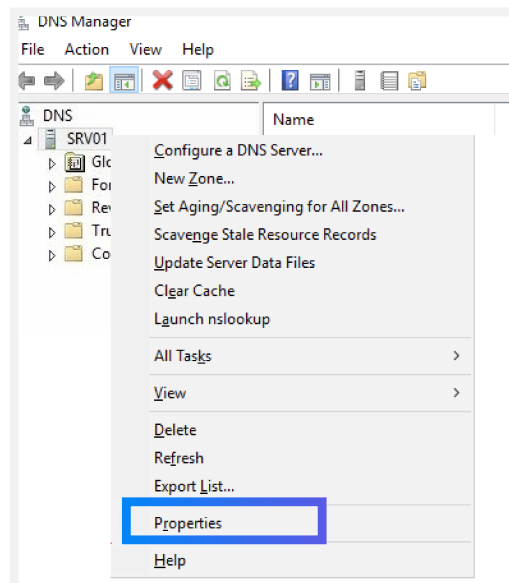 DNS Manager
File Action View Help
DNS
Name
SRV01
Glo
For
Rev
Tru
Co
Configure a DNS Server...
New Zone...
Set Aging/Scavenging for All Zones...
Scavenge Stale Resource Records
Update Server Data Files
Clear Cache
Launch nslookup
All Tasks
View
Delete
Refresh
Export List...
Properties
Help